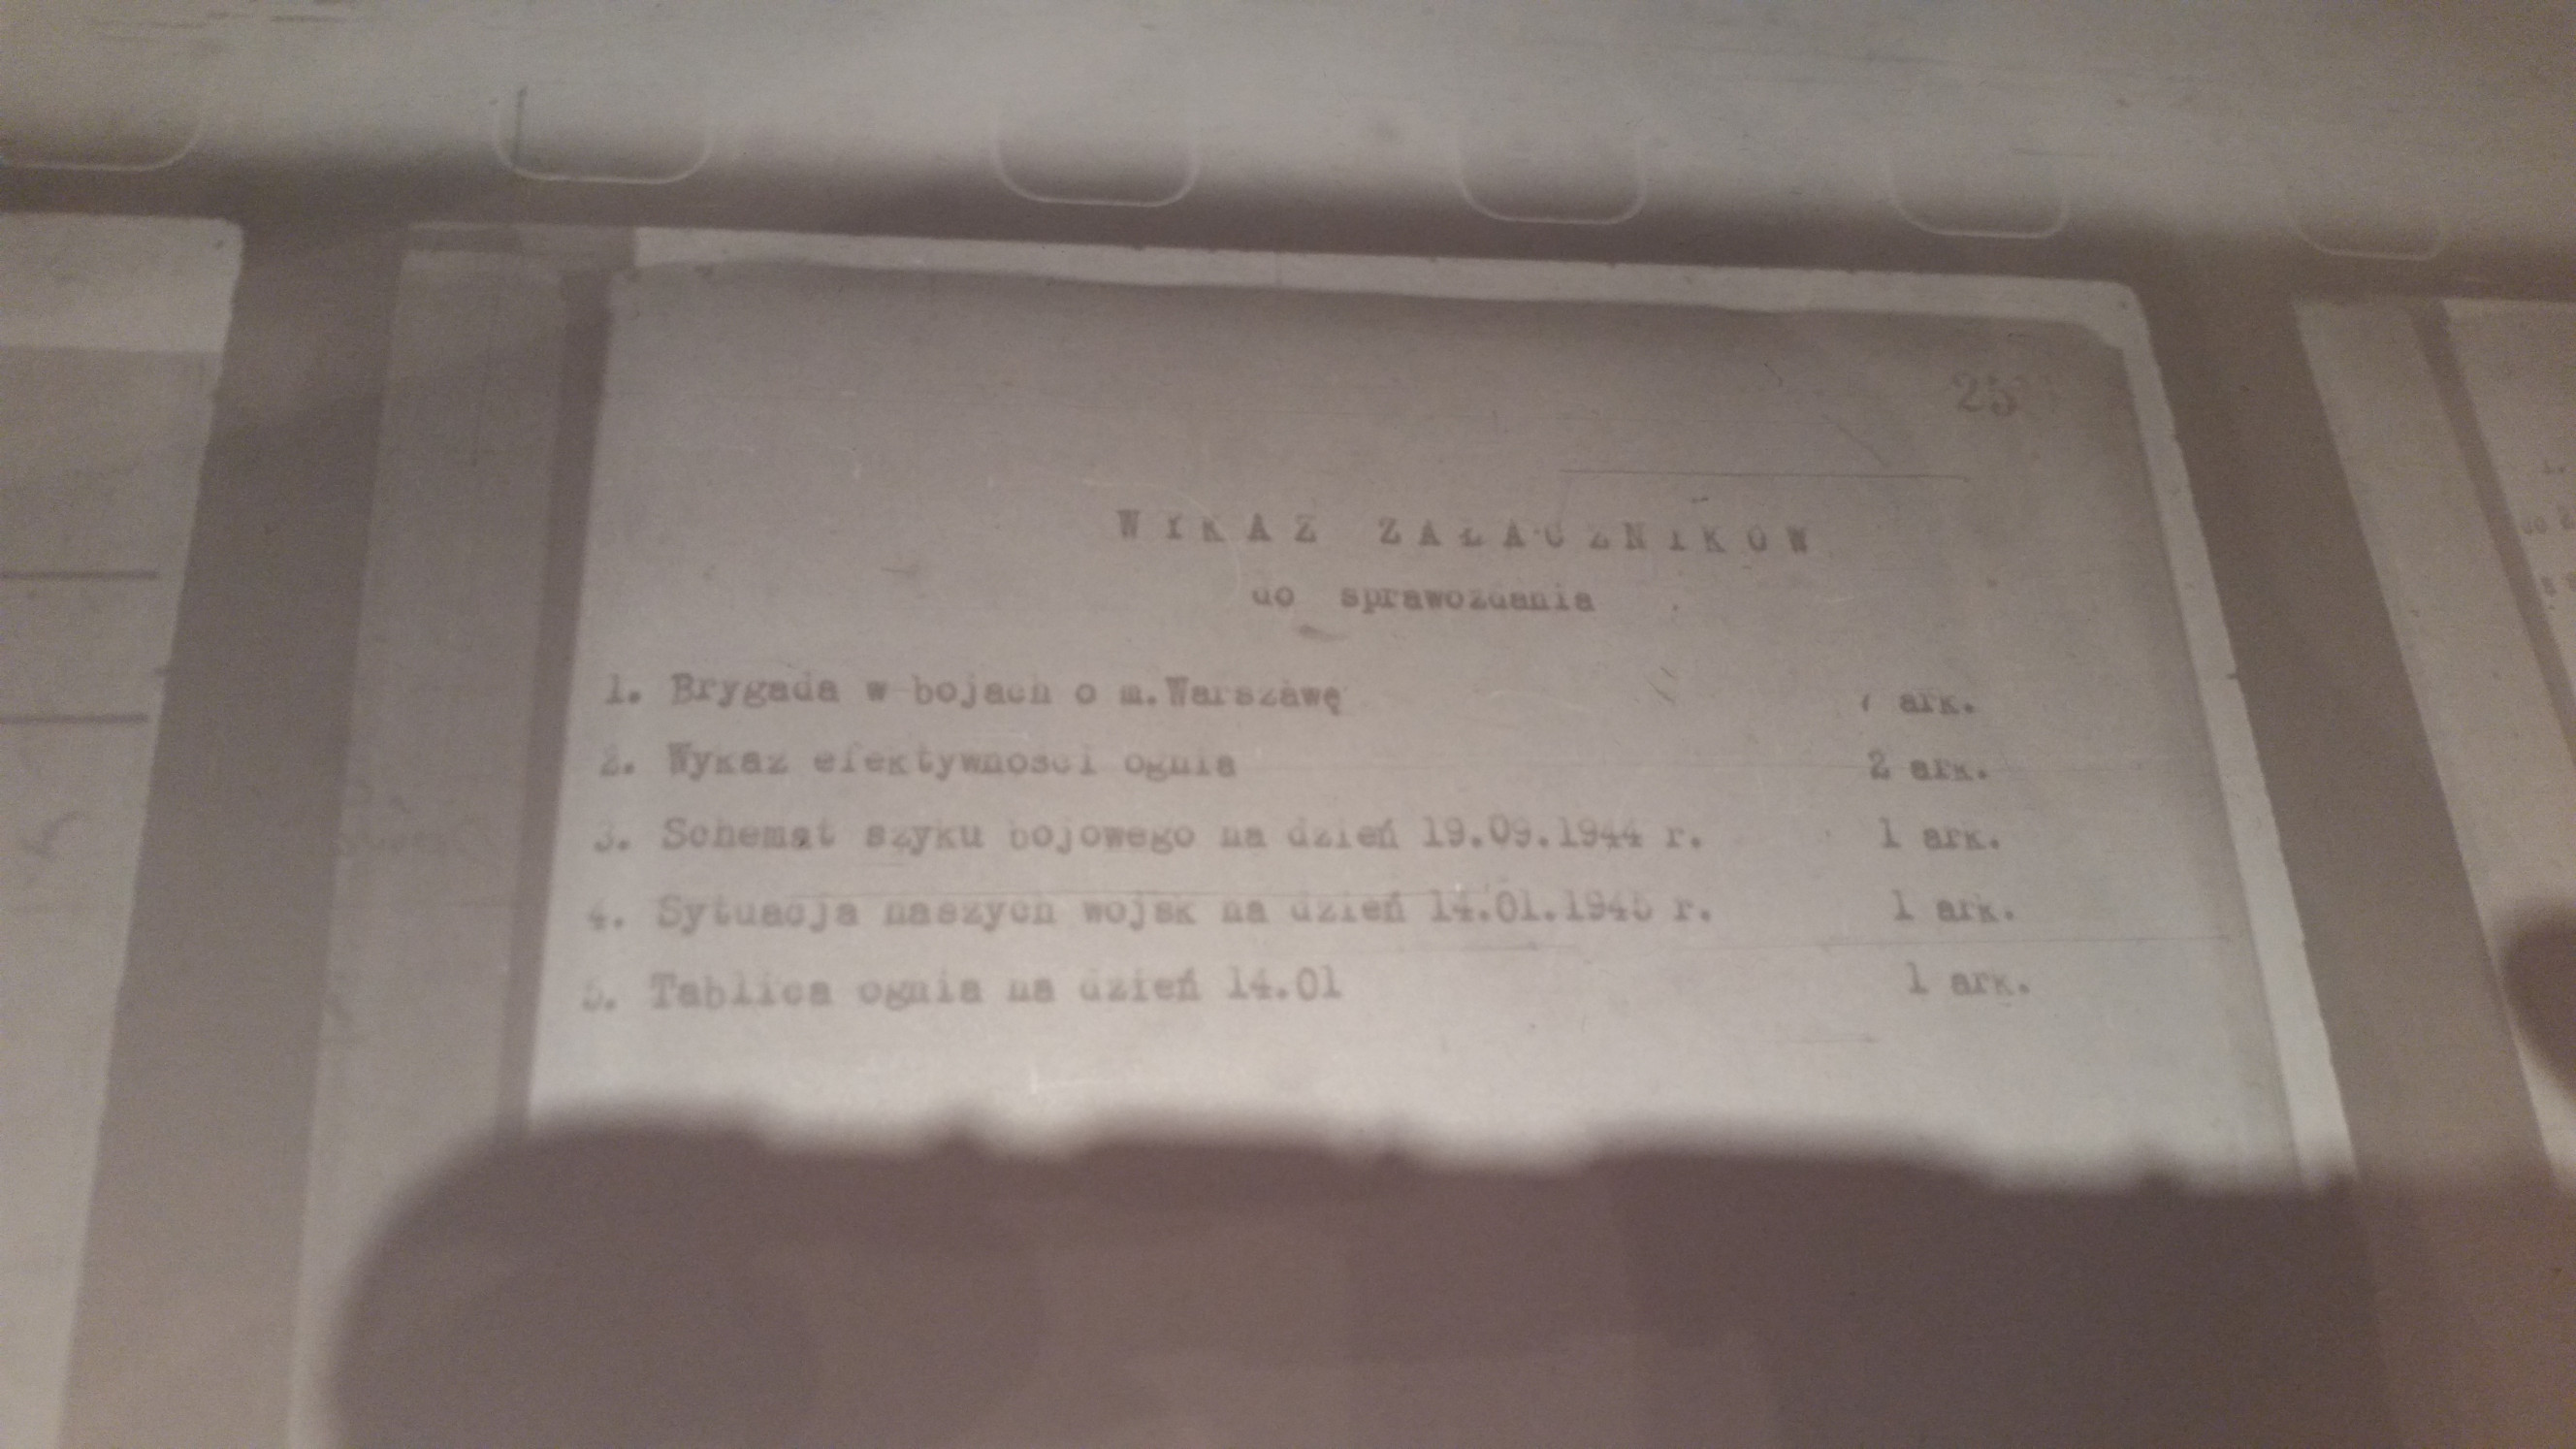 25
WYKAZ ZAŁĄCZNIKÓW
do sprawozdania
1. Brygada w bojach o m.Warszawę 7 ark.
2. Wykaz efektywności ognia 2 ark.
3. Schemat szyku bojowego na dzień 19.09.1944 r. 1 ark.
4. Sytuacja naszych wojsk na dzień 14.01.1945 r. 1 ark.
5. Tablica ognia na dzień 14.01 1 ark.